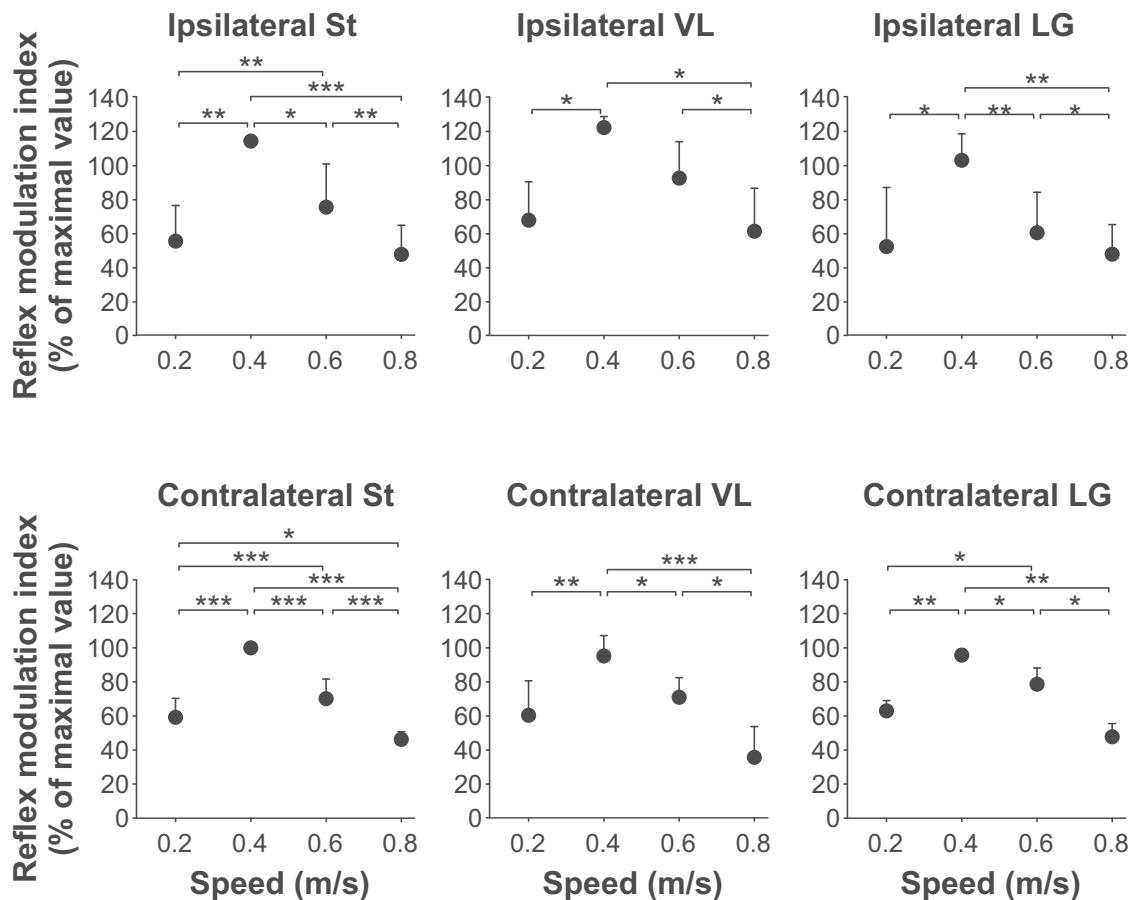 Ipsilateral St
Ipsilateral VL
Ipsilateral LG
Reflex modulation index
(% of maximal value)
**
***
** * **
140
120
100
80
60
40
20
0
0.2 0.4 0.6 0.8
*
* *
140
120
100
80
60
40
20
0
0.2 0.4 0.6 0.8
**
* ** *
140
120
100
80
60
40
20
0
0.2 0.4 0.6 0.8
Contralateral St
Contralateral VL
Contralateral LG
Reflex modulation index
(% of maximal value)
*
***
***
*** *** ***
140
120
100
80
60
40
20
0
0.2 0.4 0.6 0.8
Speed (m/s)
***
** * *
140
120
100
80
60
40
20
0
0.2 0.4 0.6 0.8
Speed (m/s)
*
**
** * *
140
120
100
80
60
40
20
0
0.2 0.4 0.6 0.8
Speed (m/s)